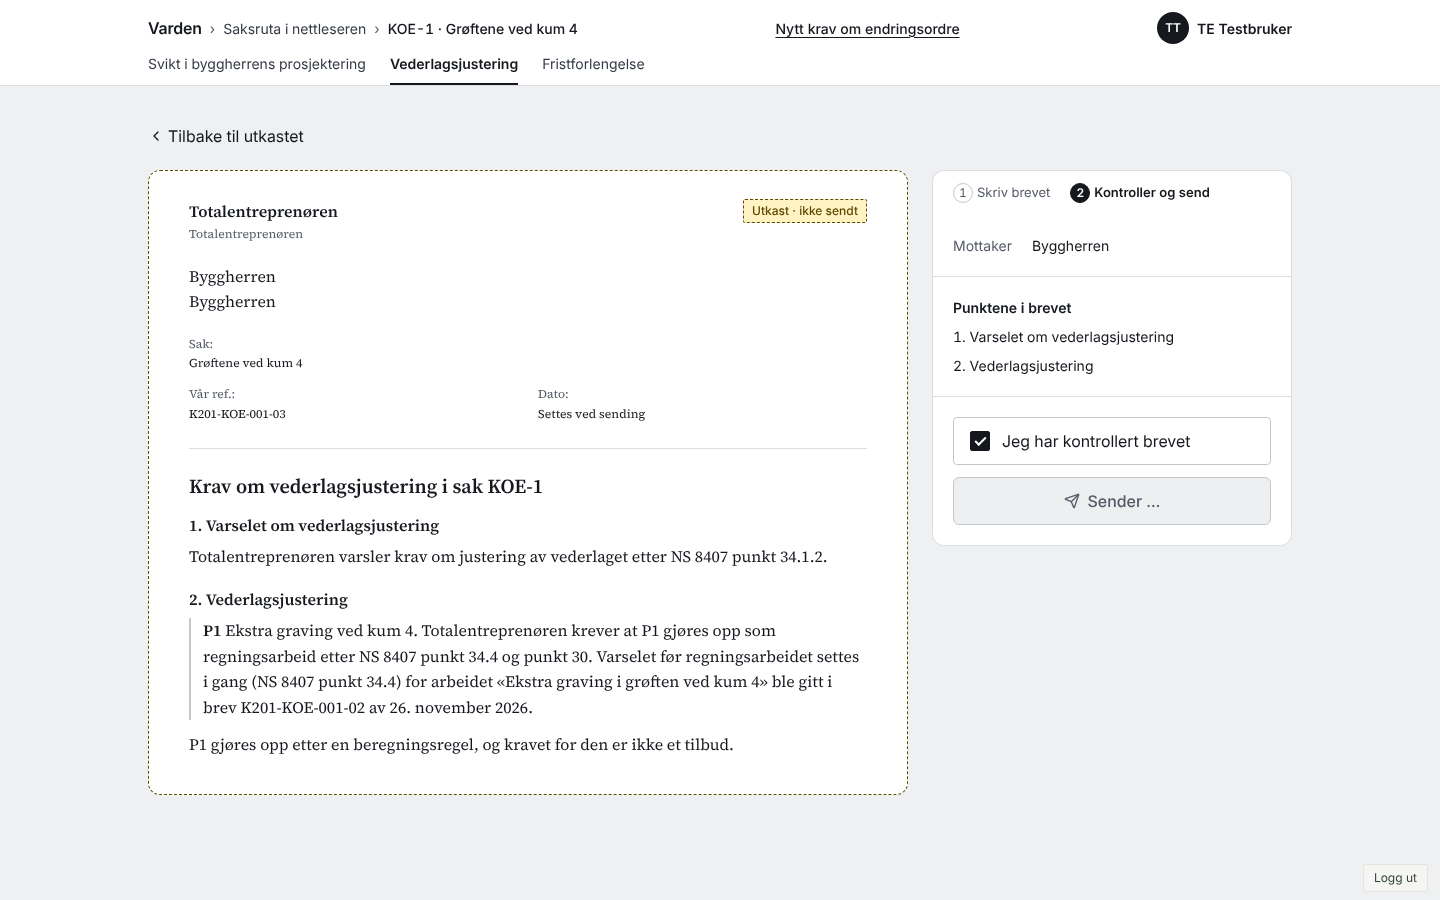 Varden › Saksruta i nettleseren › KOE-1 · Grøftene ved kum 4
Nytt krav om endringsordre
TT TE Testbruker
Svikt i byggherrens prosjektering Vederlagsjustering Fristforlengelse
Tilbake til utkastet
Totalentreprenøren
Utkast · ikke sendt
Totalentreprenøren
Byggherren
Byggherren
Sak:
Grøftene ved kum 4
Vår ref.: Dato:
K201-KOE-001-03 Settes ved sending
Krav om vederlagsjustering i sak KOE-1
1. Varselet om vederlagsjustering
Totalentreprenøren varsler krav om justering av vederlaget etter NS 8407 punkt 34.1.2.
2. Vederlagsjustering
P1 Ekstra graving ved kum 4. Totalentreprenøren krever at P1 gjøres opp som
regningsarbeid etter NS 8407 punkt 34.4 og punkt 30. Varselet før regningsarbeidet settes
i gang (NS 8407 punkt 34.4) for arbeidet «Ekstra graving i grøften ved kum 4» ble gitt i
brev K201-KOE-001-02 av 26. november 2026.
P1 gjøres opp etter en beregningsregel, og kravet for den er ikke et tilbud.
1 Skriv brevet 2 Kontroller og send
Mottaker Byggherren
Punktene i brevet
1. Varselet om vederlagsjustering
2. Vederlagsjustering
Jeg har kontrollert brevet
Sender ...
Logg ut